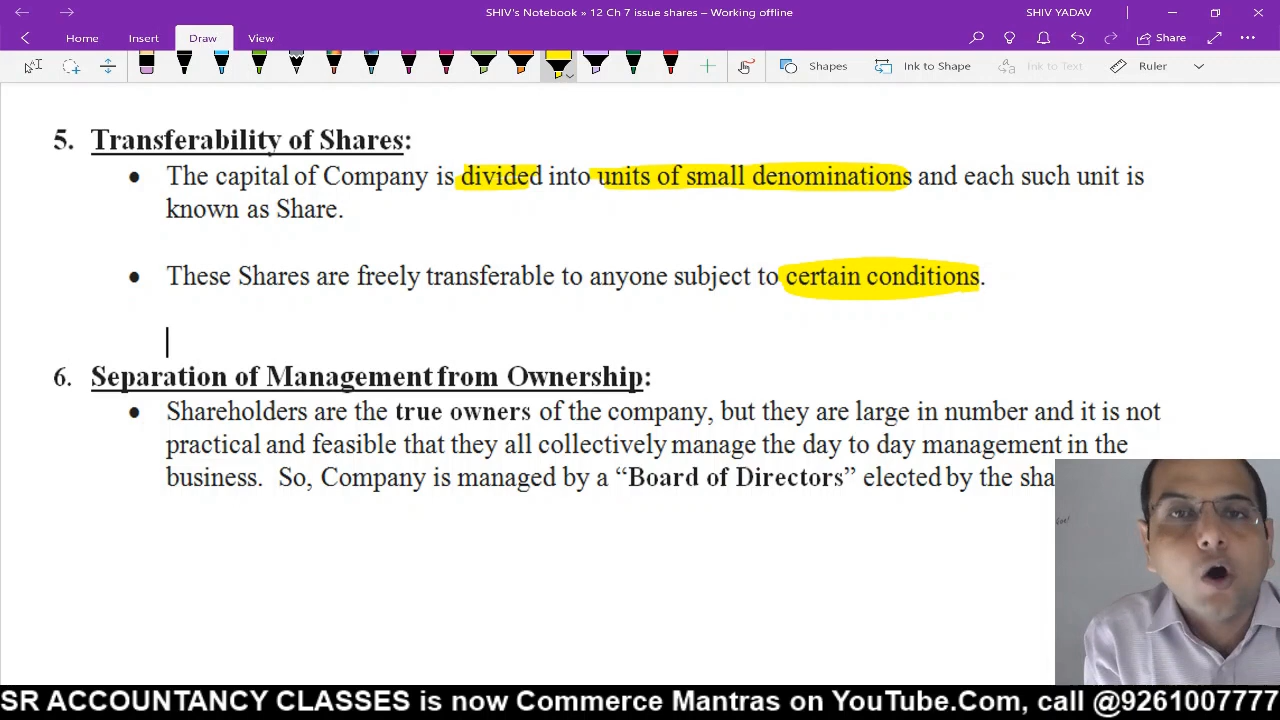 SHIV's Notebook » 12 Ch 7 issue shares – Working offline
SHIV YADAV
Home Insert Draw View
Share
Shapes Ink to Shape Ink to Text Ruler
5. Transferability of Shares:
• The capital of Company is divided into units of small denominations and each such unit is
known as Share.
• These Shares are freely transferable to anyone subject to certain conditions.
6. Separation of Management from Ownership:
• Shareholders are the true owners of the company, but they are large in number and it is not
practical and feasible that they all collectively manage the day to day management in the
business. So, Company is managed by a “Board of Directors” elected by the sha
SR ACCOUNTANCY CLASSES is now Commerce Mantras on YouTube.Com, call @9261007777